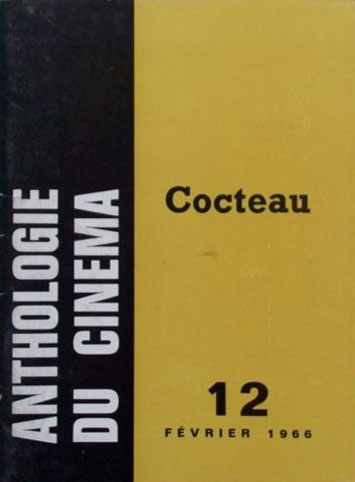 ANTHOLOGIE
DU CINEMA
Cocteau
12
FÉVRIER 1966